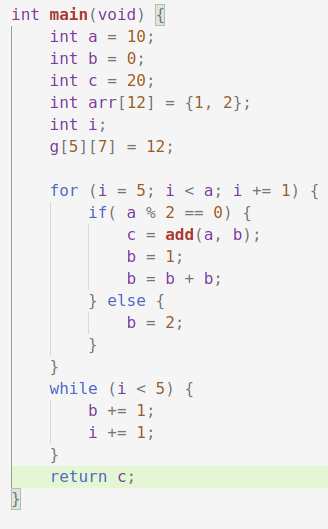 int main(void) {
    int a = 10;
    int b = 0;
    int c = 20;
    int arr[12] = {1, 2};
    int i;
    g[5][7] = 12;

    for (i = 5; i < a; i += 1) {
        if( a % 2 == 0) {
            c = add(a, b);
            b = 1;
            b = b + b;
        } else {
            b = 2;
        }
    }
    while (i < 5) {
        b += 1;
        i += 1;
    }
    return c;
}